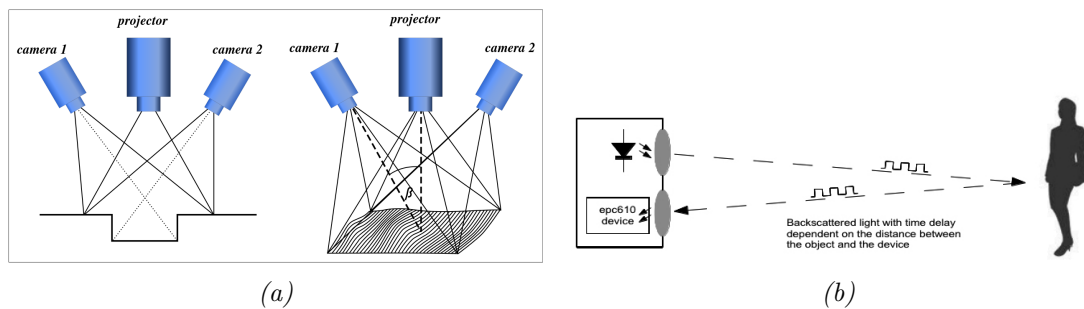 projector
camera 1
camera 2
projector
camera 1
camera 2
β
epc610
device
Backscattered light with time delay
dependent on the distance between
the object and the device
(a)
(b)